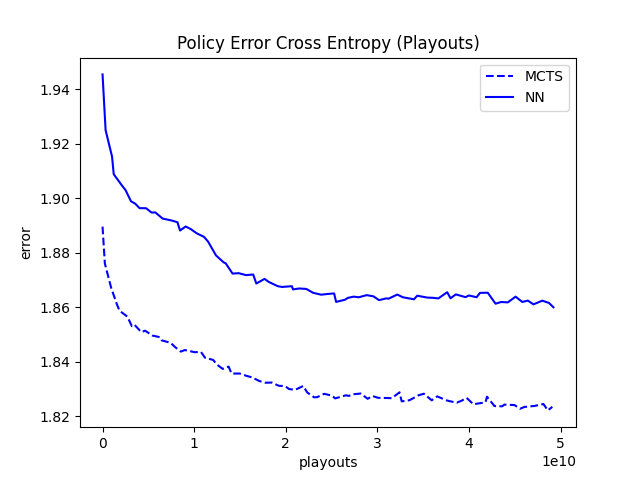 Policy Error Cross Entropy (Playouts)
MCTS
NN
error
1.94
1.92
1.90
1.88
1.86
1.84
1.82
0 1 2 3 4 5
1e10
playouts